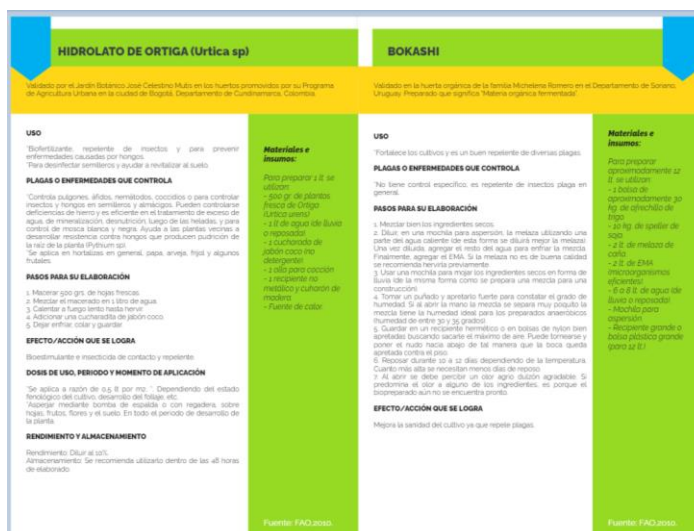 HIDROLATO DE ORTIGA (Urtica sp)
Validado por el Jardín Botánico José Celestino Mutis en los huertos promovidos por su Programa
de Agricultura Urbana en la ciudad de Bogotá, Departamento de Cundinamarca, Colombia.
USO
*Biofertilizante, repelente de insectos y para prevenir
enfermedades causadas por hongos.
*Para desinfectar semilleros y ayudar a revitalizar al suelo.
PLAGAS O ENFERMEDADES QUE CONTROLA
*Controla pulgones, áfidos, nemátodos, coccidios o para controlar
insectos y hongos en semilleros y almácigos. Pueden controlarse
deficiencias de hierro y es eficiente en el tratamiento de exceso de
agua, de mineralización, desnutrición, luego de las heladas, y para
control de mosca blanca y negra. Ayuda a las plantas vecinas a
desarrollar resistencia contra hongos que producen pudrición de
la raíz de la planta (Pythium sp).
*Se aplica en hortalizas en general, papa, arveja, frijol y algunos
frutales.
PASOS PARA SU ELABORACIÓN
1. Macerar 500 grs. de hojas frescas.
2. Mezclar el macerado en 1 litro de agua.
3. Calentar a fuego lento hasta hervir.
4. Adicionar una cucharadita de jabón coco.
5. Dejar enfriar, colar y guardar.
EFECTO/ACCIÓN QUE SE LOGRA
Bioestimulante e insecticida de contacto y repelente.
DOSIS DE USO, PERIODO Y MOMENTO DE APLICACIÓN
*Se aplica a razón de 0,5 lt por m2, *. Dependiendo del estado
fenológico del cultivo, desarrollo del follaje, etc.
*Asperjar mediante bomba de espalda o con regadera, sobre
hojas, frutos, flores y el suelo. En todo el periodo de desarrollo de
la planta.
RENDIMIENTO Y ALMACENAMIENTO
Rendimiento: Diluir al 10%.
Almacenamiento: Se recomienda utilizarlo dentro de las 48 horas
de elaborado.
Materiales e
insumos:
Para preparar 1 lt. se
utilizan:
- 500 gr. de plantas
fresca de Ortiga
(Urtica urens)
- 1 lt de agua (de lluvia
o reposada)
- 1 cucharada de
jabón coco (no
detergente)
- 1 olla para cocción
- 1 recipiente no
metálico y cuharón de
madera.
- Fuente de calor.
Fuente: FAO,2010.
BOKASHI
Validado en la huerta orgánica de la familia Michelena Romero en el Departamento de Soriano,
Uruguay. Preparado que significa "Materia orgánica fermentada".
USO
*Fortalece los cultivos y es un buen repelente de diversas plagas.
PLAGAS O ENFERMEDADES QUE CONTROLA
*No tiene control específico, es repelente de insectos plaga en
general.
PASOS PARA SU ELABORACIÓN
1. Mezclar bien los ingredientes secos.
2. Diluir, en una mochila para aspersión, la melaza utilizando una
parte del agua caliente (de esta forma se diluirá mejor la melaza).
Una vez diluida, agregar el resto del agua para enfriar la mezcla.
Finalmente, agregar el EMA. Si la melaza no es de buena calidad
se recomienda hervirla previamente.
3. Usar una mochila para mojar los ingredientes secos en forma de
lluvia (de la misma forma como se prepara una mezcla para una
construcción).
4. Tomar un puñado y apretarlo fuerte para constatar el grado de
humedad. Si al abrir la mano la mezcla se separa muy poquito la
mezcla tiene la humedad ideal para los preparados anaeróbicos
(humedad de entre 30 y 35 grados).
5. Guardar en un recipiente hermético o en bolsas de nylon bien
apretadas buscando sacarle el máximo de aire. Puede tornearse y
poner el nudo hacia abajo de tal manera que la boca queda
apretada contra el piso.
6. Reposar durante 10 a 12 días dependiendo de la temperatura.
Cuanto más alta se necesitan menos días de reposo.
7. Al abrir se debe percibir un olor agrio dulzón agradable. Si
predomina el olor a alguno de los ingredientes, es porque el
biopreparado aún no se encuentra pronto.
EFECTO/ACCIÓN QUE SE LOGRA
Mejora la sanidad del cultivo ya que repele plagas.
Materiales e
insumos:
Para preparar
aproximadamente 12
lt. se utilizan:
- 1 bolsa de
aproximadamente 30
kg. de afrechillo de
trigo
- 10 kg. de speller de
soja
- 2 lt. de melaza de
caña.
- 2 lt. de EMA
(microorganismos
eficientes)
- 6 a 8 lt. de agua (de
lluvia o reposada)
- Mochila para
aspersión
- Recipiente grande o
bolsa plástica grande
(para 12 lt.)
Fuente: FAO,2010.